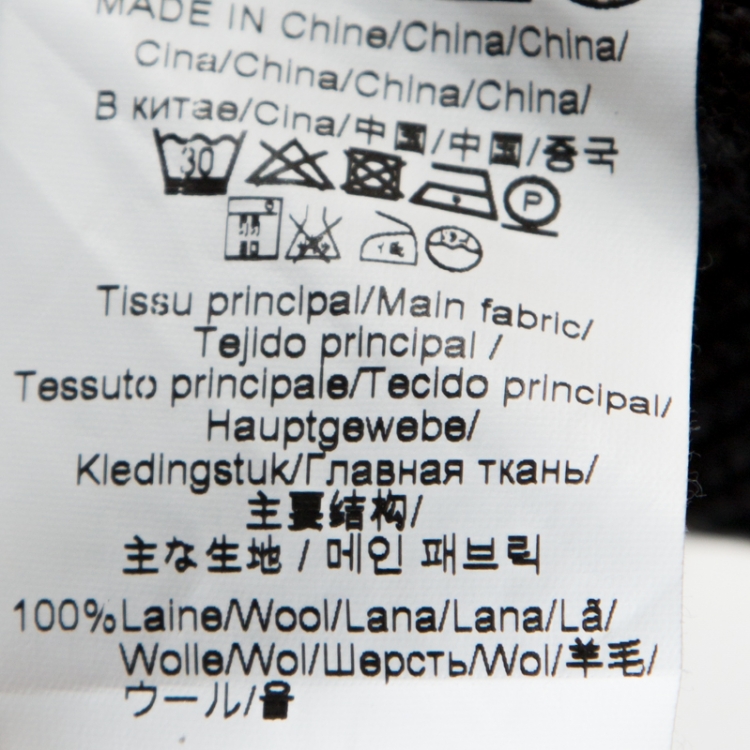 MADE IN Chine/China/China/
Cina/China/China/China/
В китае/Cina/中国/中国/중국
30 P
Tissu principal/Main fabric/
Tejido principal /
Tessuto principale/Tecido principal/
Hauptgewebe/
Kledingstuk/Главная ткань/
主要结构/
主な生地 / 메인 패브릭
100%Laine/Wool/Lana/Lana/Lã/
Wolle/Wol/Шерсть/Wol/羊毛/
ウール/울